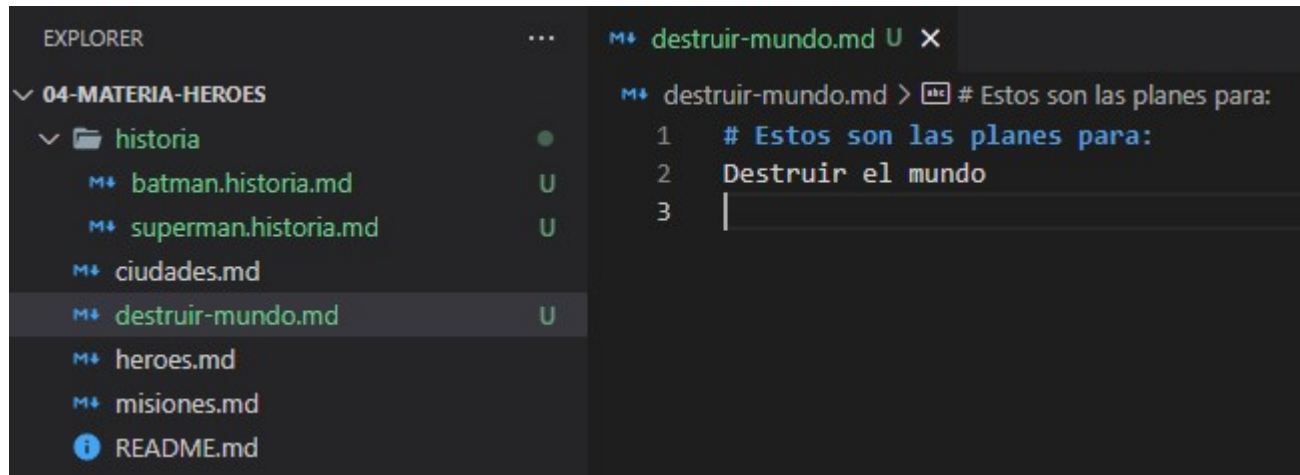 EXPLORER
04-MATERIA-HEROES
historia
batman.historia.md U
superman.historia.md U
ciudades.md
destruir-mundo.md U
heroes.md
misiones.md
README.md
destruir-mundo.md U
destruir-mundo.md > abc # Estos son las planes para:
1 # Estos son las planes para:
2 Destruir el mundo
3